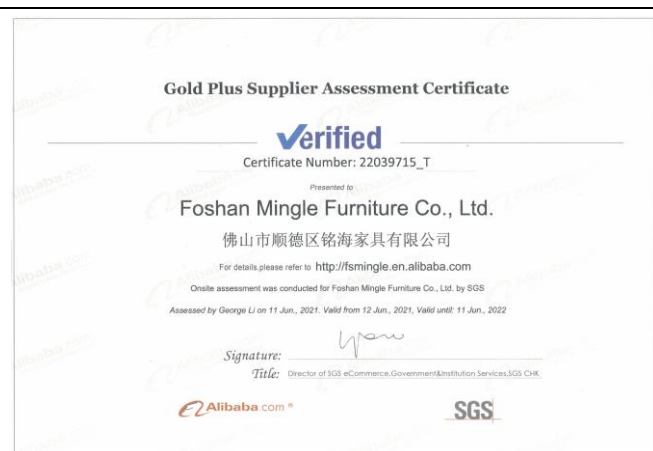 Gold Plus Supplier Assessment Certificate
Verified
Certificate Number: 22039715_T
Presented to
Foshan Mingle Furniture Co., Ltd.
佛山市顺德区铭海家具有限公司
For details,please refer to http://fsmingle.en.alibaba.com
Onsite assessment was conducted for Foshan Mingle Furniture Co., Ltd. by SGS
Assessed by George Li on 11 Jun., 2021. Valid from 12 Jun., 2021, Valid until: 11 Jun., 2022
Signature:
Title: Director of SGS eCommerce,Government&Institution Services,SGS CHK
Alibaba.com ®
SGS